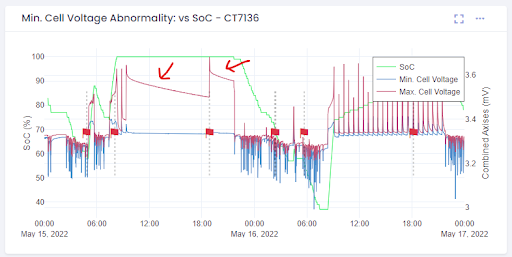 Min. Cell Voltage Abnormality: vs SoC - CT7136
100
90
80
70
60
50
40
SoC (%)
3.6
3.4
3.2
3
Combined Axises (mV)
SoC
Min. Cell Voltage
Max. Cell Voltage
00:00
06:00
12:00
18:00
00:00
06:00
12:00
18:00
00:00
May 15, 2022
May 16, 2022
May 17, 2022